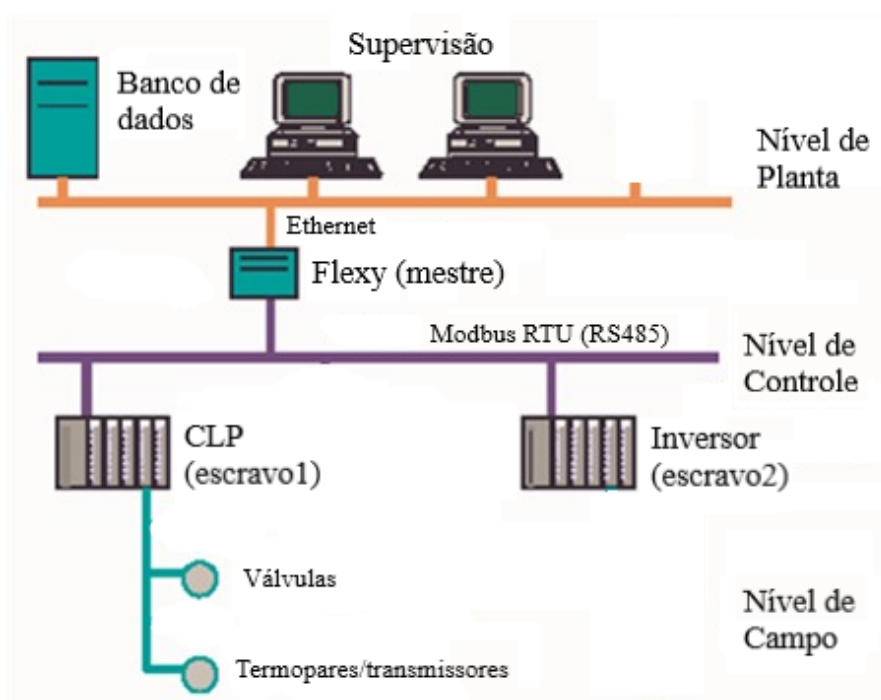 Supervisão
Banco de
dados
Nível de
Planta
Ethernet
Flexy (mestre)
Modbus RTU (RS485)
Nível de
Controle
CLP
(escravo1)
Inversor
(escravo2)
Válvulas
Nível de
Campo
Termopares/transmissores